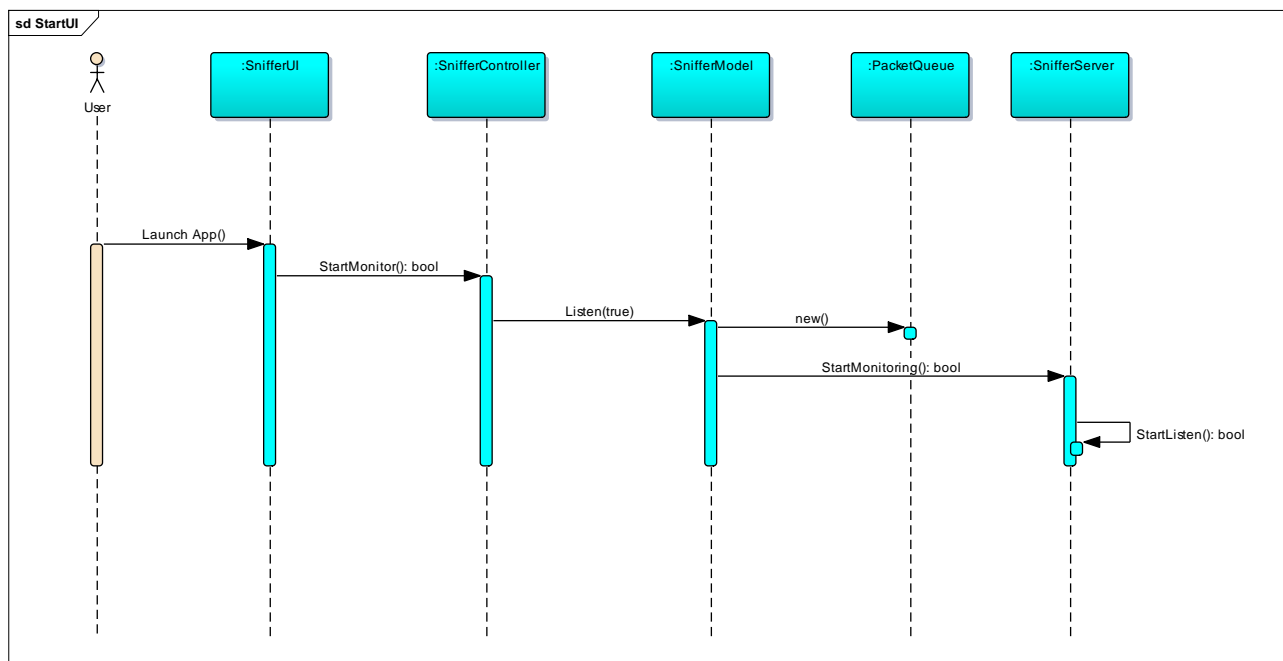 sd StartUI
:SnifferUI
:SnifferController
:SnifferModel
:PacketQueue
:SnifferServer
User
Launch App()
StartMonitor(): bool
Listen(true)
new()
StartMonitoring(): bool
StartListen(): bool